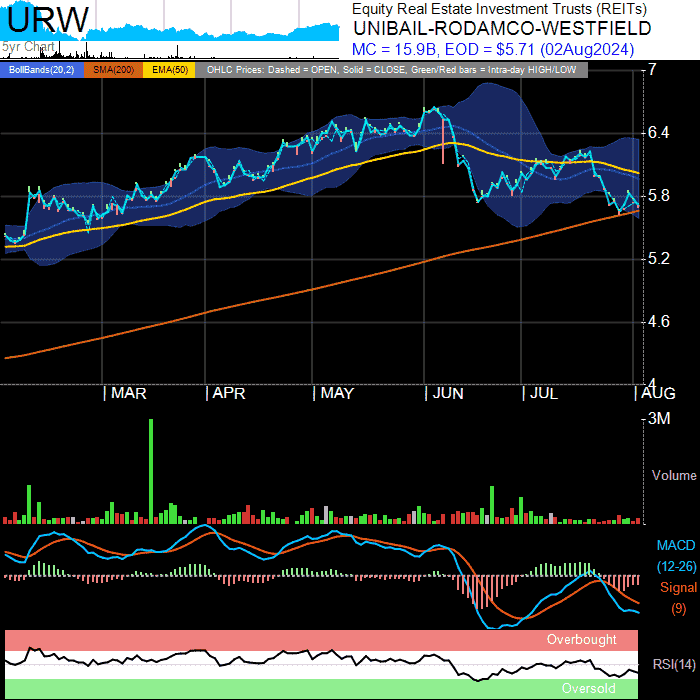 URW
5yr Chart
Equity Real Estate Investment Trusts (REITs)
UNIBAIL-RODAMCO-WESTFIELD
MC = 15.9B, EOD = $5.71 (02Aug2024)
BollBands(20,2) SMA(200) EMA(50) OHLC Prices: Dashed = OPEN, Solid = CLOSE, Green/Red bars = Intra-day HIGH/LOW
7
6.4
5.8
5.2
4.6
4
MAR APR MAY JUN JUL AUG
3M
Volume
MACD
(12-26)
Signal
(9)
Overbought
RSI(14)
Oversold